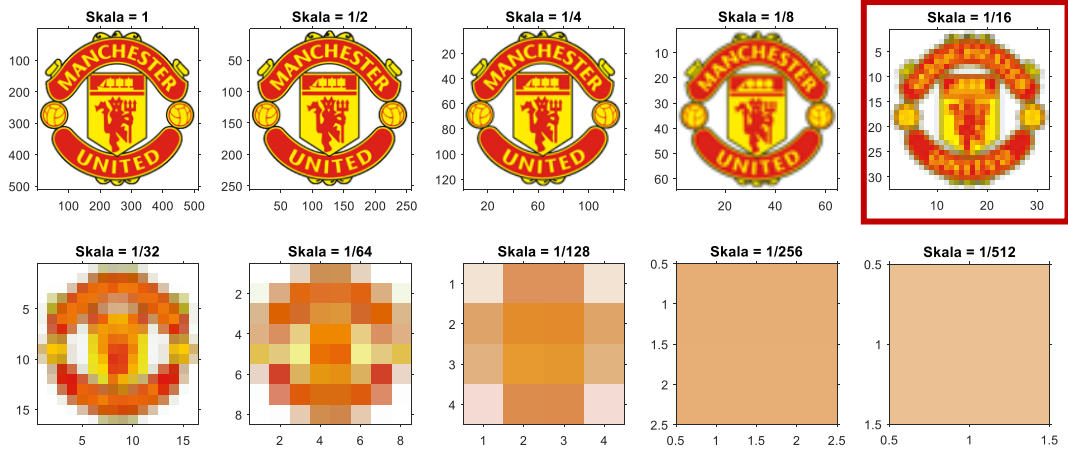 Skala = 1
Skala = 1/2
Skala = 1/4
Skala = 1/8
Skala = 1/16
100
200
300
400
500
100 200 300 400 500
MANCHESTER
UNITED
50
100
150
200
250
50 100 150 200 250
MANCHESTER
UNITED
20
40
60
80
100
120
20 60 100
MANCHESTER
UNITED
10
20
30
40
50
60
20 40 60
MANCHESTER
UNITED
5
10
15
20
25
30
10 20 30
Skala = 1/32
Skala = 1/64
Skala = 1/128
Skala = 1/256
Skala = 1/512
5
10
15
5 10 15
2
4
6
8
2 4 6 8
1
2
3
4
1 2 3 4
0.5
1
1.5
2
2.5
0.5 1 1.5 2 2.5
0.5
1
1.5
0.5 1 1.5